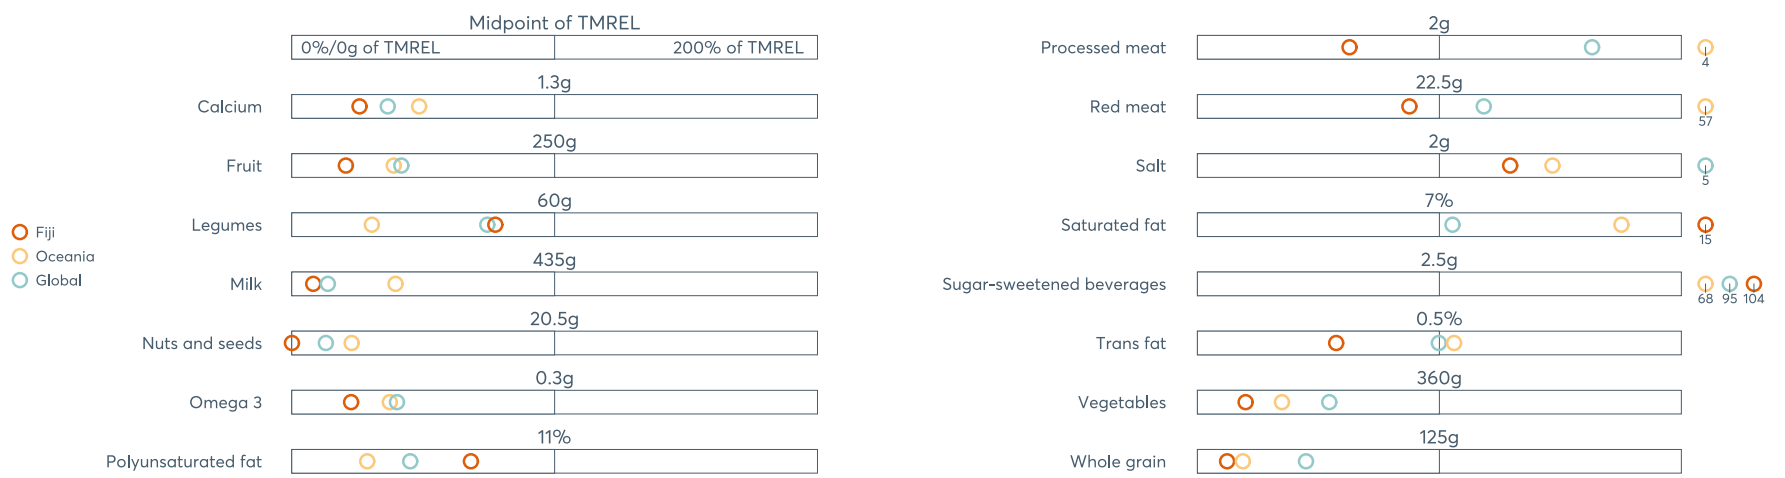 Midpoint of TMREL
0%/0g of TMREL 200% of TMREL
1.3g
Calcium
250g
Fruit
60g
Legumes
435g
Milk
20.5g
Nuts and seeds
0.3g
Omega 3
11%
Polyunsaturated fat
Fiji
Oceania
Global
2g
Processed meat
4
22.5g
Red meat
57
2g
Salt
5
7%
Saturated fat
15
2.5g
Sugar-sweetened beverages
68 95 104
0.5%
Trans fat
360g
Vegetables
125g
Whole grain